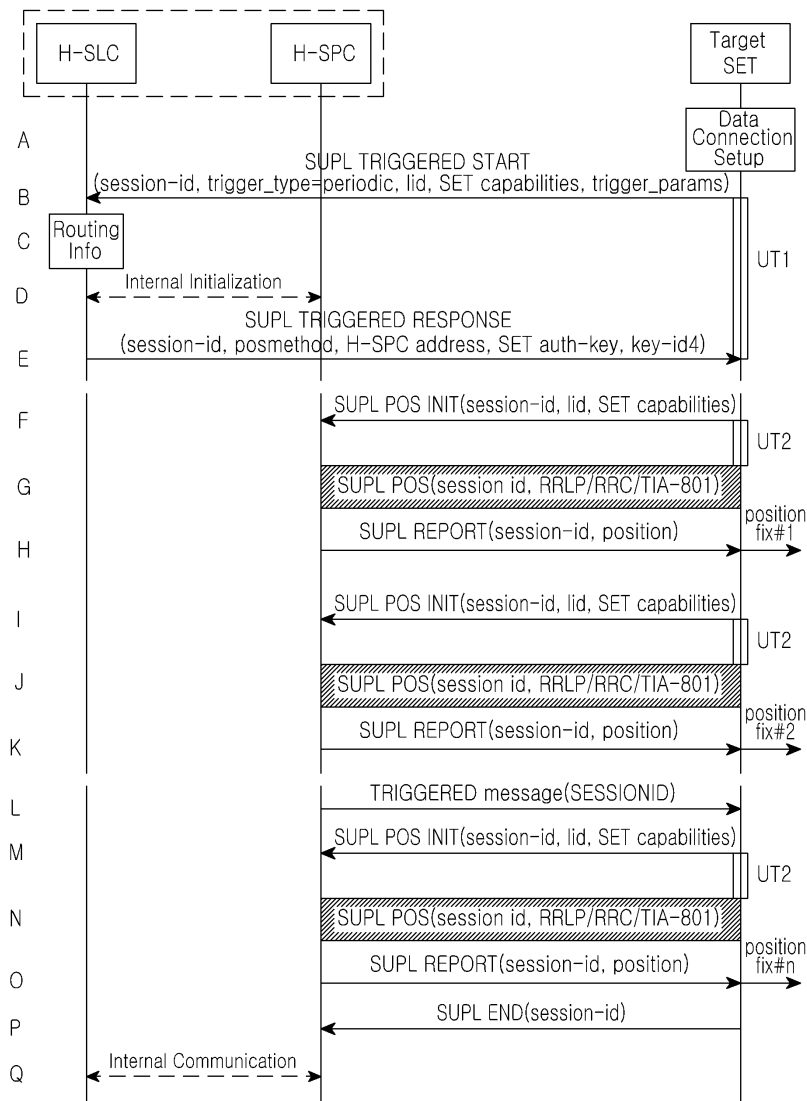 H-SLC
H-SPC
Target
SET
A
Data
Connection
Setup
SUPL TRIGGERED START
B
(session-id, trigger_type=periodic, lid, SET capabilities, trigger_params)
C
Routing
Info
UT1
D
Internal Initialization
SUPL TRIGGERED RESPONSE
E
(session-id, posmethod, H-SPC address, SET auth-key, key-id4)
F
SUPL POS INIT(session-id, lid, SET capabilities)
UT2
G
SUPL POS(session id, RRLP/RRC/TIA-801)
H
SUPL REPORT(session-id, position)
position
fix#1
I
SUPL POS INIT(session-id, lid, SET capabilities)
UT2
J
SUPL POS(session id, RRLP/RRC/TIA-801)
K
SUPL REPORT(session-id, position)
position
fix#2
L
TRIGGERED message(SESSIONID)
M
SUPL POS INIT(session-id, lid, SET capabilities)
UT2
N
SUPL POS(session id, RRLP/RRC/TIA-801)
O
SUPL REPORT(session-id, position)
position
fix#n
P
SUPL END(session-id)
Q
Internal Communication